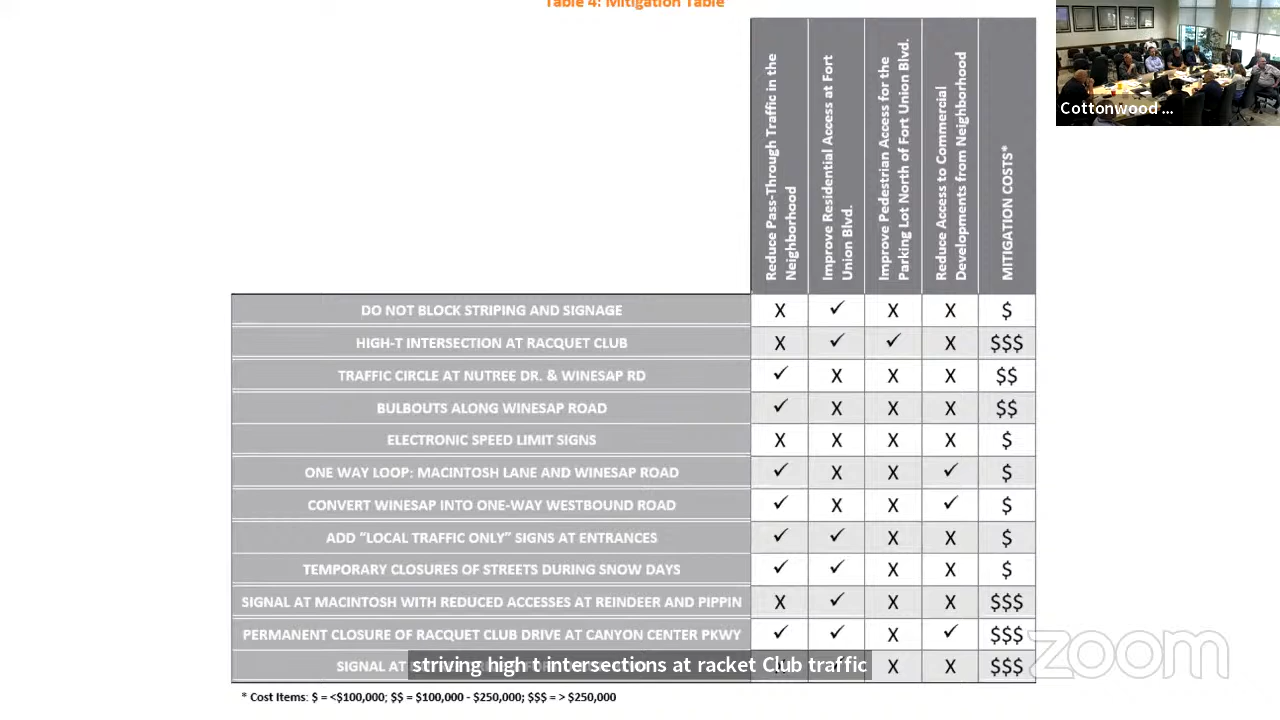 Table 4: Mitigation Table
Reduce Pass-Through Traffic in the Neighborhood
Improve Residential Access at Fort Union Blvd.
Improve Pedestrian Access for the Parking Lot North of Fort Union Blvd.
Reduce Access to Commercial Developments from Neighborhood
MITIGATION COSTS*
Cottonwood ...
DO NOT BLOCK STRIPING AND SIGNAGE X ✓ X X $
HIGH-T INTERSECTION AT RACQUET CLUB X ✓ ✓ X $$$
TRAFFIC CIRCLE AT NUTREE DR. & WINESAP RD ✓ X X X $$
BULBOUTS ALONG WINESAP ROAD ✓ X X X $$
ELECTRONIC SPEED LIMIT SIGNS X X X X $
ONE WAY LOOP: MACINTOSH LANE AND WINESAP ROAD ✓ X X ✓ $
CONVERT WINESAP INTO ONE-WAY WESTBOUND ROAD ✓ X X ✓ $
ADD "LOCAL TRAFFIC ONLY" SIGNS AT ENTRANCES ✓ ✓ X X $
TEMPORARY CLOSURES OF STREETS DURING SNOW DAYS ✓ ✓ X X $
SIGNAL AT MACINTOSH WITH REDUCED ACCESSES AT REINDEER AND PIPPIN X ✓ X X $$$
PERMANENT CLOSURE OF RACQUET CLUB DRIVE AT CANYON CENTER PKWY ✓ ✓ X ✓ $$$
SIGNAL AT X X $$$
striving high t intersections at racket Club traffic
zoom
* Cost Items: $ = <$100,000; $$ = $100,000 - $250,000; $$$ = > $250,000